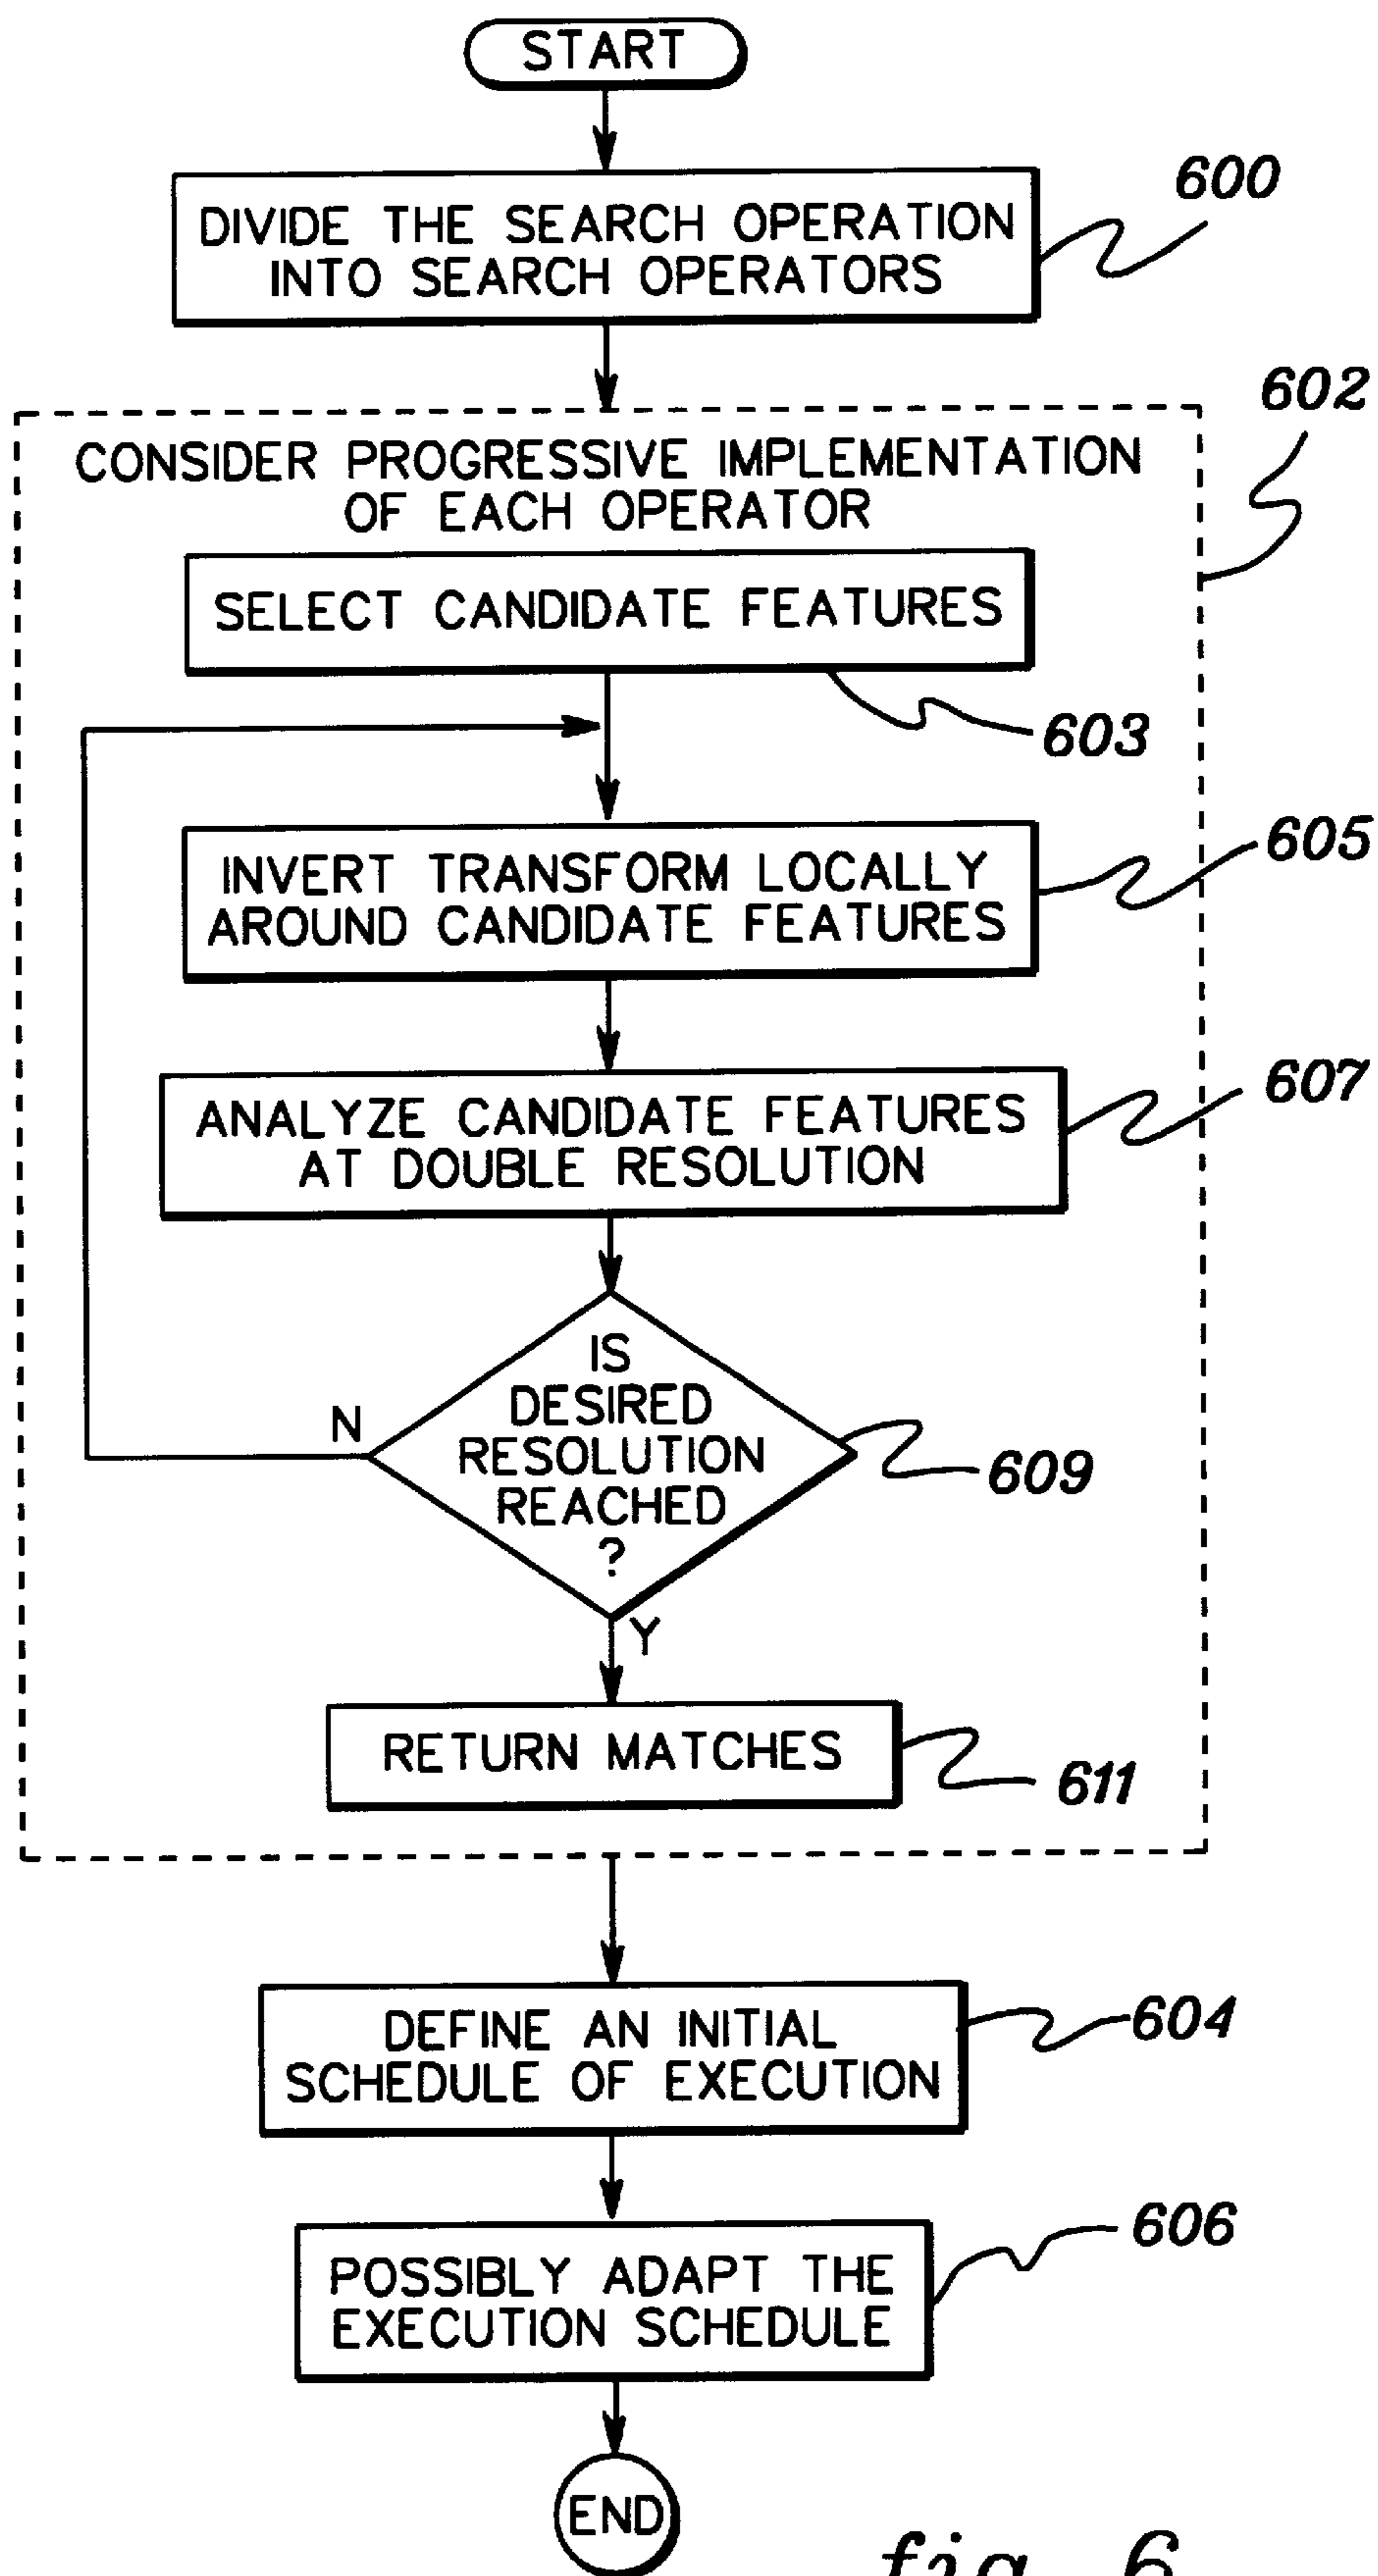 START
DIVIDE THE SEARCH OPERATION
INTO SEARCH OPERATORS
600
602
CONSIDER PROGRESSIVE IMPLEMENTATION
OF EACH OPERATOR
SELECT CANDIDATE FEATURES
603
INVERT TRANSFORM LOCALLY
AROUND CANDIDATE FEATURES
605
ANALYZE CANDIDATE FEATURES
AT DOUBLE RESOLUTION
607
IS
DESIRED
RESOLUTION
REACHED
?
N
609
Y
RETURN MATCHES
611
DEFINE AN INITIAL
SCHEDULE OF EXECUTION
604
POSSIBLY ADAPT THE
EXECUTION SCHEDULE
606
END
fig. 6